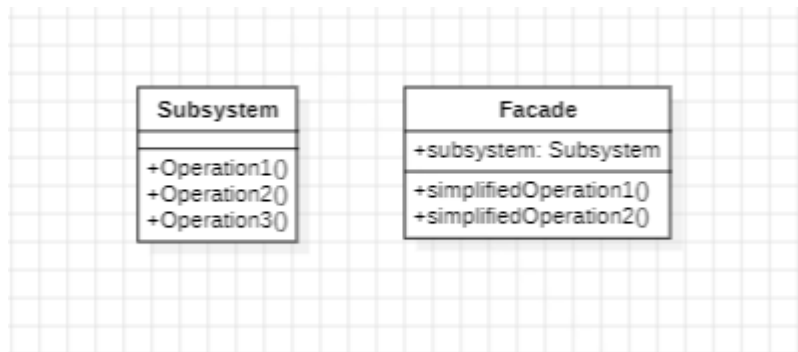 Subsystem
+Operation1()
+Operation2()
+Operation3()
Facade
+subsystem: Subsystem
+simplifiedOperation1()
+simplifiedOperation2()